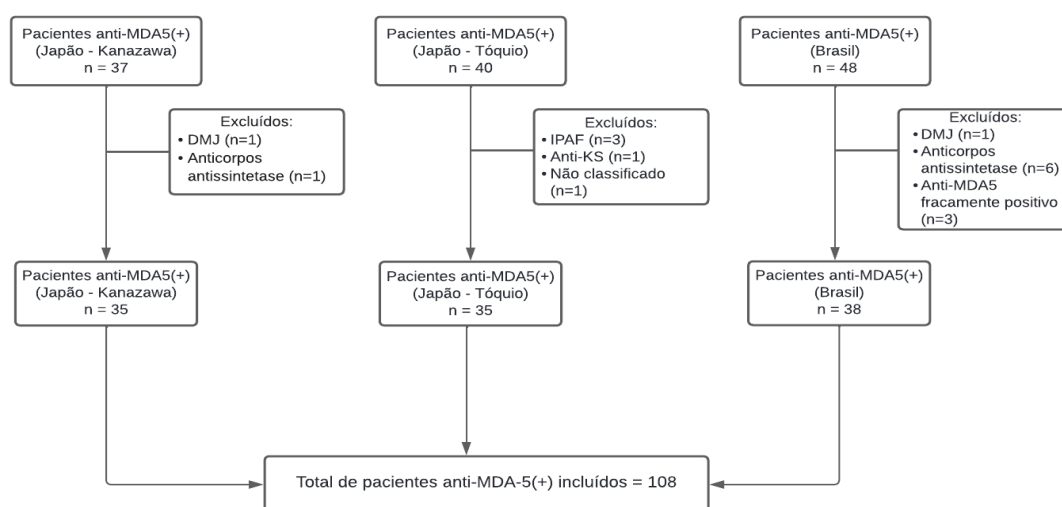 Pacientes anti-MDA5(+)
(Japão - Kanazawa)
n = 37
Pacientes anti-MDA5(+)
(Japão - Tóquio)
n = 40
Pacientes anti-MDA5(+)
(Brasil)
n = 48
Excluídos:
• DMJ (n=1)
• Anticorpos
antissintetase (n=1)
Excluídos:
• IPAF (n=3)
• Anti-KS (n=1)
• Não classificado
(n=1)
Excluídos:
• DMJ (n=1)
• Anticorpos
antissintetase (n=6)
• Anti-MDA5
fracamente positivo
(n=3)
Pacientes anti-MDA5(+)
(Japão - Kanazawa)
n = 35
Pacientes anti-MDA5(+)
(Japão - Tóquio)
n = 35
Pacientes anti-MDA5(+)
(Brasil)
n = 38
Total de pacientes anti-MDA-5(+) incluídos = 108